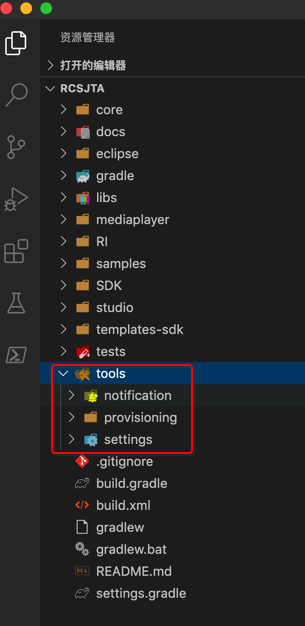 资源管理器
打开的编辑器
RCSJTA
core
docs
eclipse
gradle
libs
mediaplayer
RI
samples
SDK
studio
templates-sdk
tests
tools
notification
provisioning
settings
.gitignore
build.gradle
build.xml
gradlew
gradlew.bat
README.md
settings.gradle